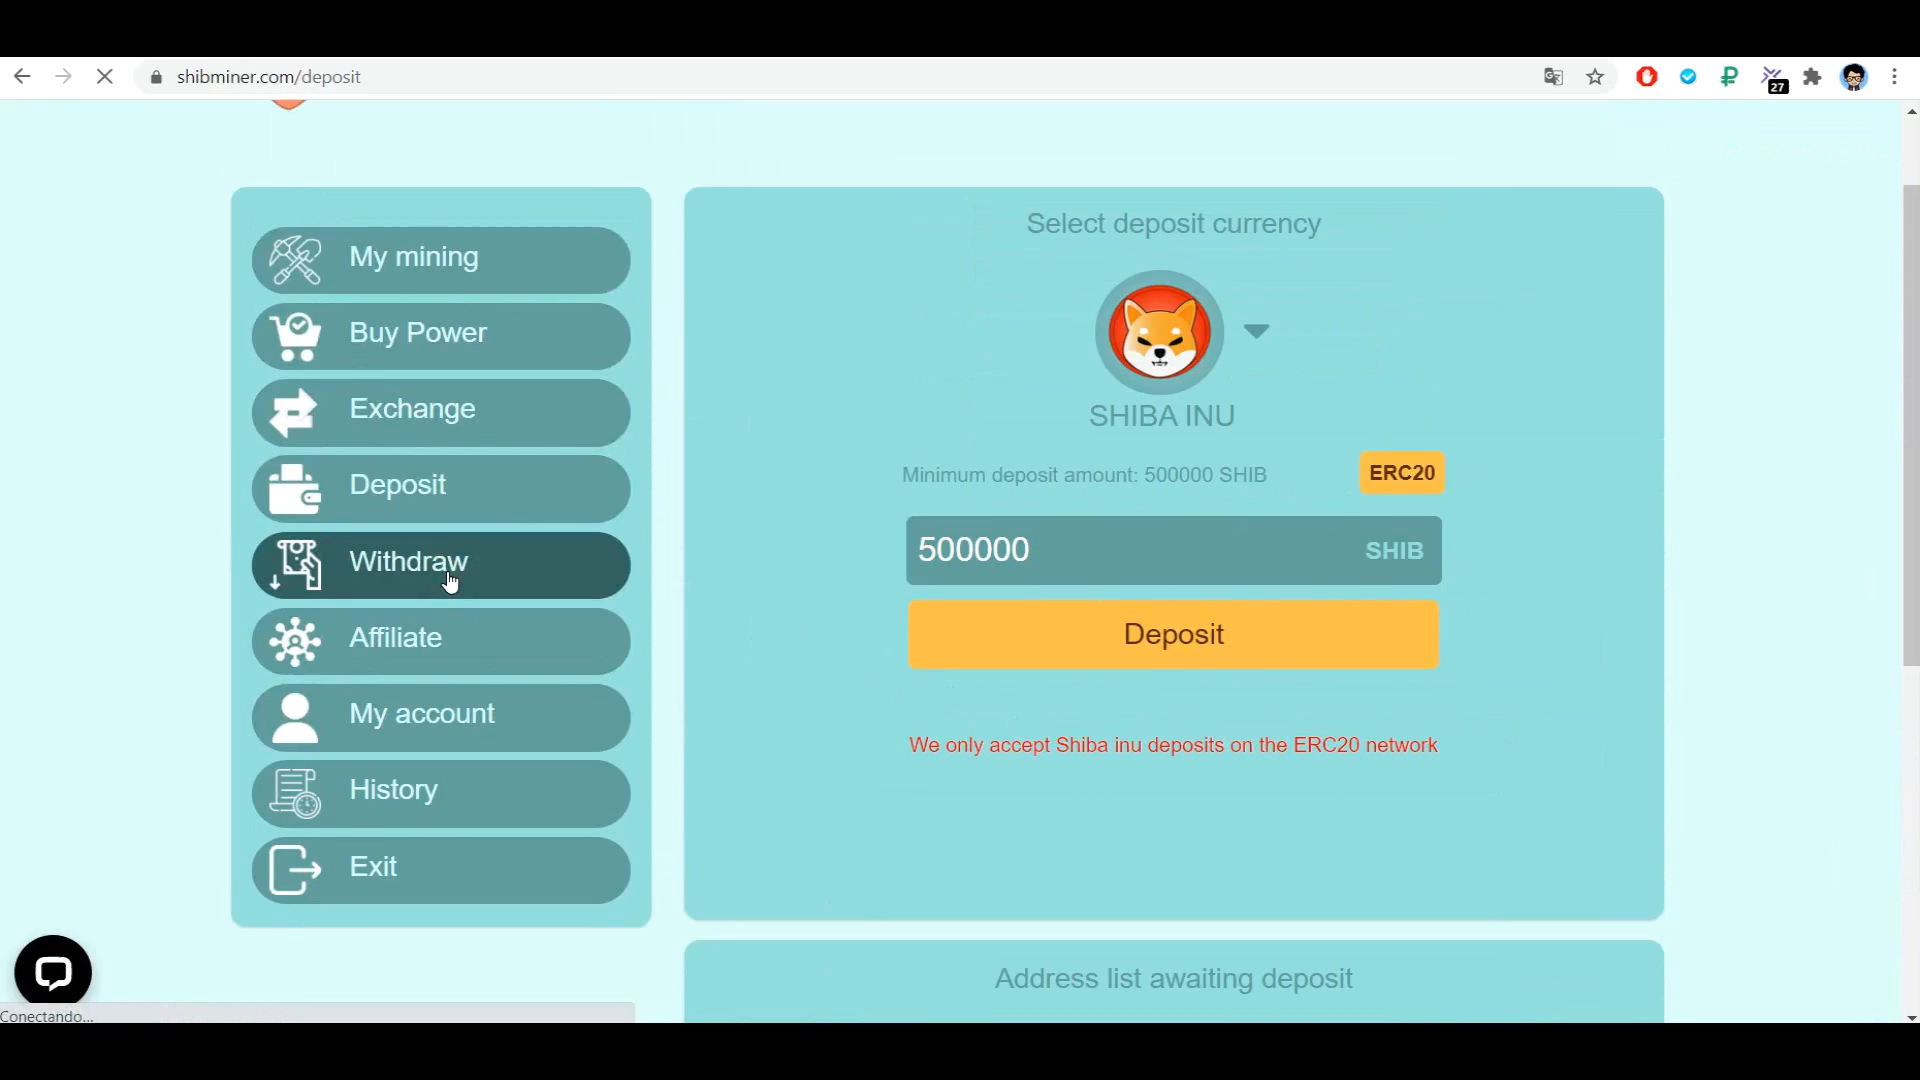 shibminer.com/deposit
27
My mining
Buy Power
Exchange
Deposit
Withdraw
Affiliate
My account
History
Exit
Select deposit currency
SHIBA INU
Minimum deposit amount: 500000 SHIB
ERC20
500000 SHIB
Deposit
We only accept Shiba inu deposits on the ERC20 network
Address list awaiting deposit
Conectando...